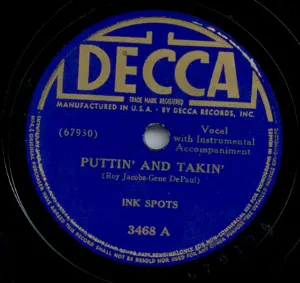 DECCA
TRADE MARK REGISTERED
MANUFACTURED IN U.S.A. - BY DECCA RECORDS, INC.
(67930)
Vocal
with Instrumental
Accompaniment
PUTTIN' AND TAKIN'
(Roy Jacobs-Gene DePaul)
INK SPOTS
3468 A